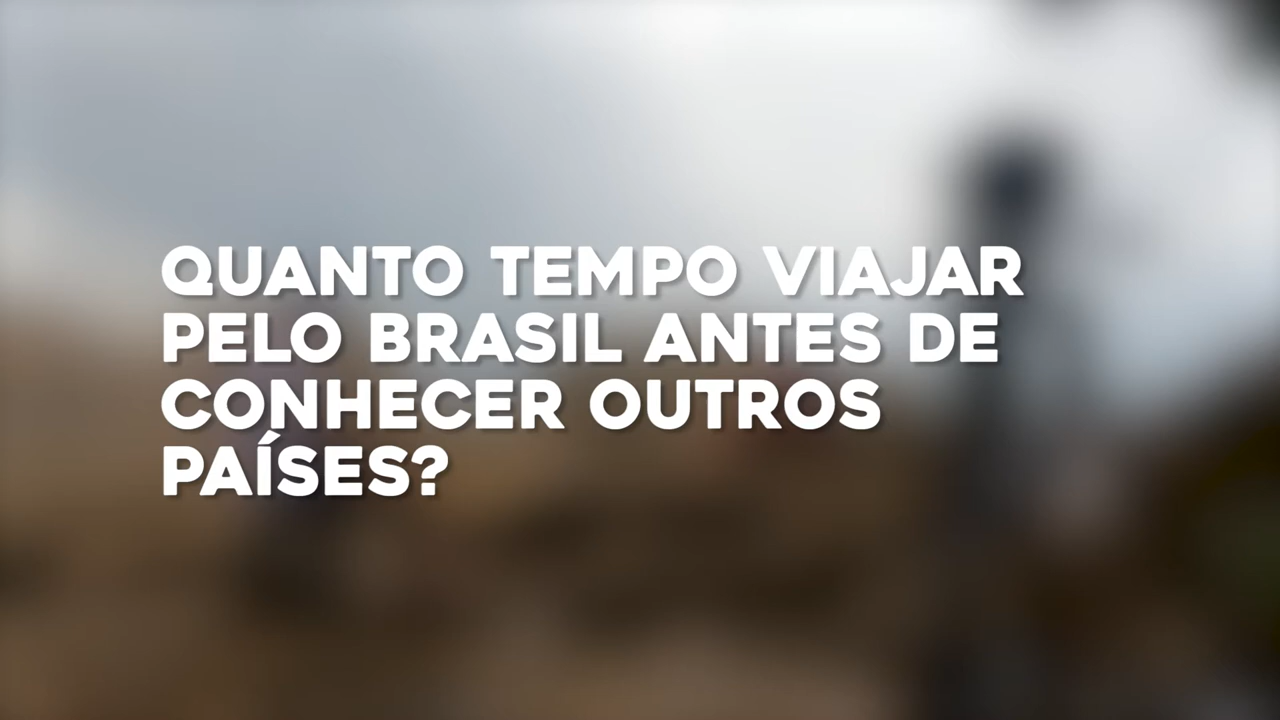 QUANTO TEMPO VIAJAR
PELO BRASIL ANTES DE
CONHECER OUTROS
PAÍSES?